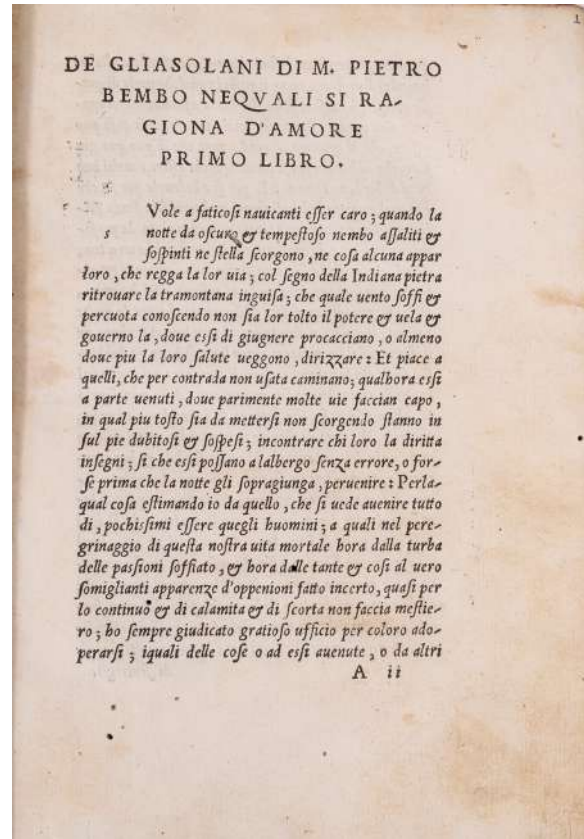 1
DE GLIASOLANI DI M. PIETRO
BEMBO NEQVALI SI RA-
GIONA D'AMORE
PRIMO LIBRO.
Vole a faticoſi nauicanti eſſer caro; quando la
s notte da oſcuro & tempeſtoſo nembo aſſaliti &
ſoſpinti ne ſtella ſcorgono, ne coſa alcuna appar
loro, che regga la lor uia; col ſegno della Indiana pietra
ritrouare la tramontana inguiſa; che quale uento ſoffi &
percuota conoſcendo non ſia lor tolto il potere & uela &
gouerno la, doue eſsi di giugnere procacciano, o almeno
doue piu la loro ſalute ueggono, dirizzare: Et piace a
quelli, che per contrada non uſata caminano; qualhora eſsi
a parte uenuti, doue parimente molte uie faccian capo,
in qual piu toſto ſia da metterſi non ſcorgendo ſtanno in
ſul pie dubitoſi & ſoſpeſi; incontrare chi loro la diritta
inſegni; ſi che eſsi poſſano a lalbergo ſenza errore, o for-
ſe prima che la notte gli ſopragiunga, peruenire: Perla-
qual coſa eſtimando io da quello, che ſi uede auenire tutto
di, pochiſsimi eſſere quegli huomini; a quali nel pere-
grinaggio di queſta noſtra uita mortale hora dalla turba
delle paſsioni ſoffiato, & hora dalle tante & coſi al uero
ſomiglianti apparenze d'oppenioni fatto incerto, quaſi per
lo continuo & di calamita & di ſcorta non faccia meſtie-
ro; ho ſempre giudicato gratioſo ufficio per coloro ado-
perarſi; iquali delle coſe o ad eſsi auenute, o da altri
A ii